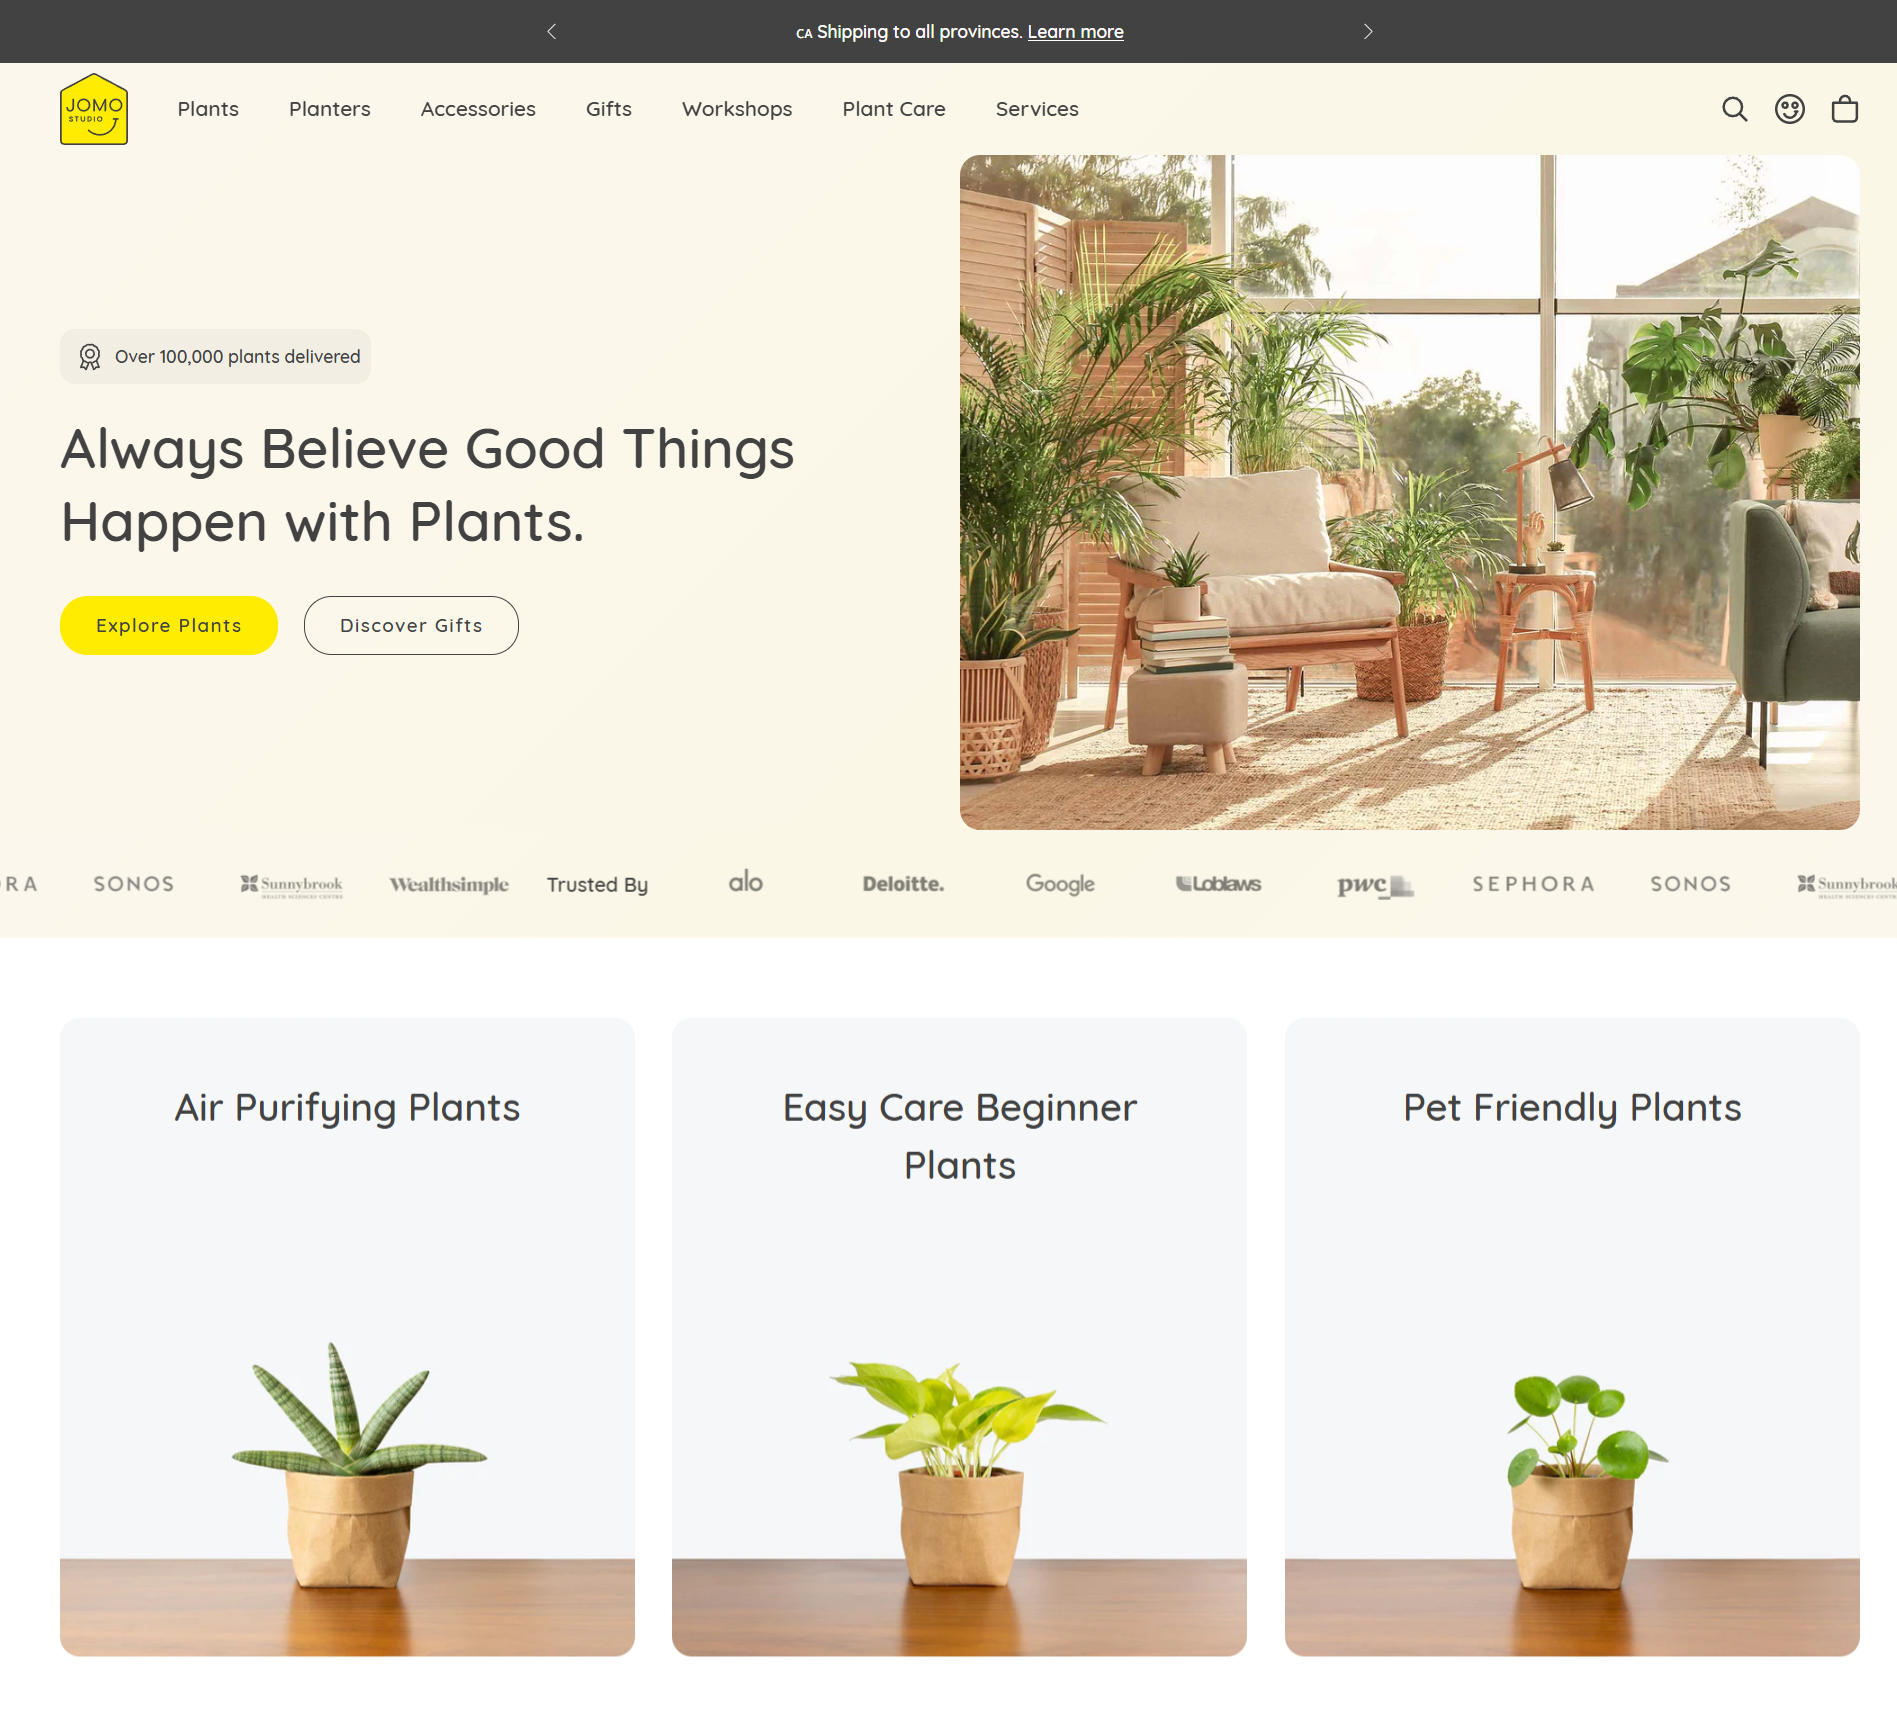 CA Shipping to all provinces. Learn more
JOMO
STUDIO
Plants
Planters
Accessories
Gifts
Workshops
Plant Care
Services
Over 100,000 plants delivered
Always Believe Good Things
Happen with Plants.
Explore Plants
Discover Gifts
RA
SONOS
Sunnybrook
HEALTH SCIENCES CENTRE
Wealthsimple
Trusted By
alo
Deloitte.
Google
Loblaws
pwc
SEPHORA
SONOS
Sunnybrook
Air Purifying Plants
Easy Care Beginner
Plants
Pet Friendly Plants